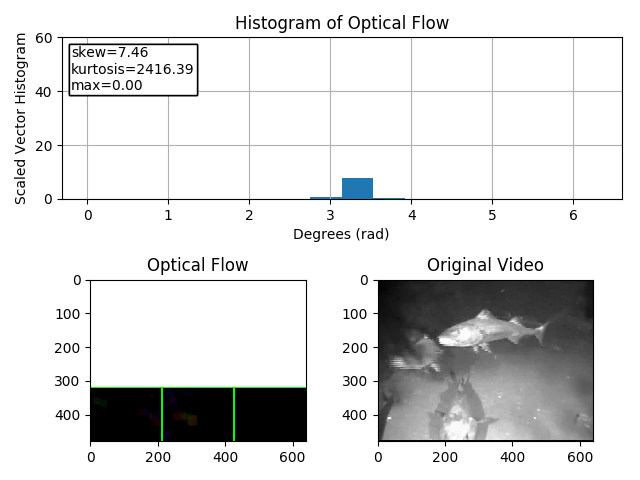 Histogram of Optical Flow
Scaled Vector Histogram
60
40
20
0
skew=7.46
kurtosis=2416.39
max=0.00
0 1 2 3 4 5 6
Degrees (rad)
Optical Flow
0
100
200
300
400
0 200 400 600
Original Video
0
100
200
300
400
0 200 400 600